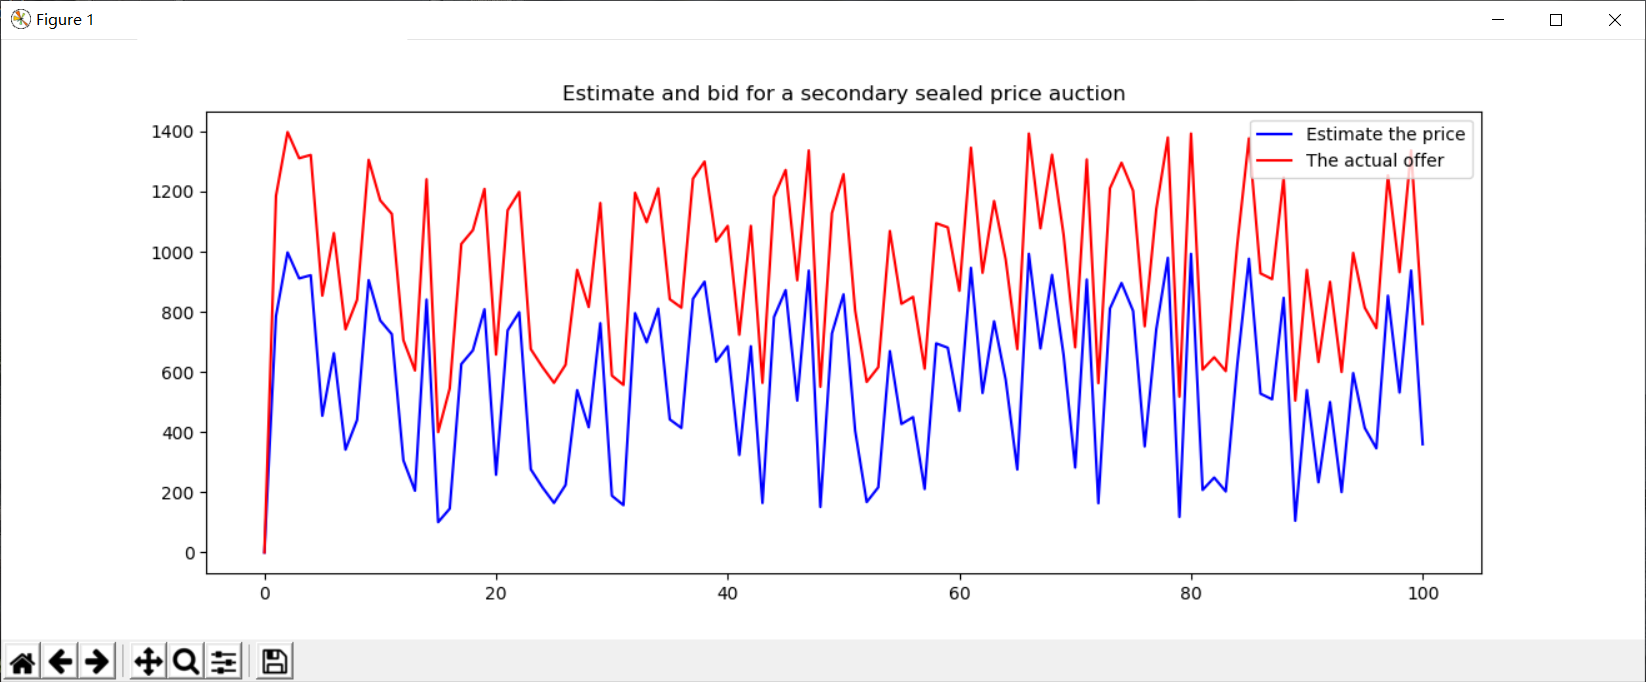 Figure 1
Estimate and bid for a secondary sealed price auction
1400
1200
1000
800
600
400
200
0
Estimate the price
The actual offer
0 20 40 60 80 100